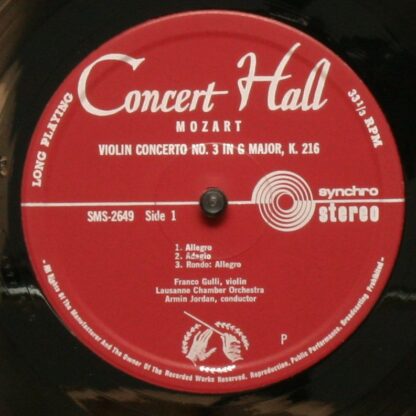 Concert Hall
LONG PLAYING
33 1/3 RPM
MOZART
VIOLIN CONCERTO NO. 3 IN G MAJOR, K. 216
SMS-2649 Side 1
synchro
stereo
1. Allegro
2. Adagio
3. Rondo: Allegro
Franco Gulli, violin
Lausanne Chamber Orchestra
Armin Jordan, conductor
P
- All Rights Of The Manufacturer And The Owner Of The Recorded Works Reserved. Reproduction, Public Performance, Broadcasting Prohibited -